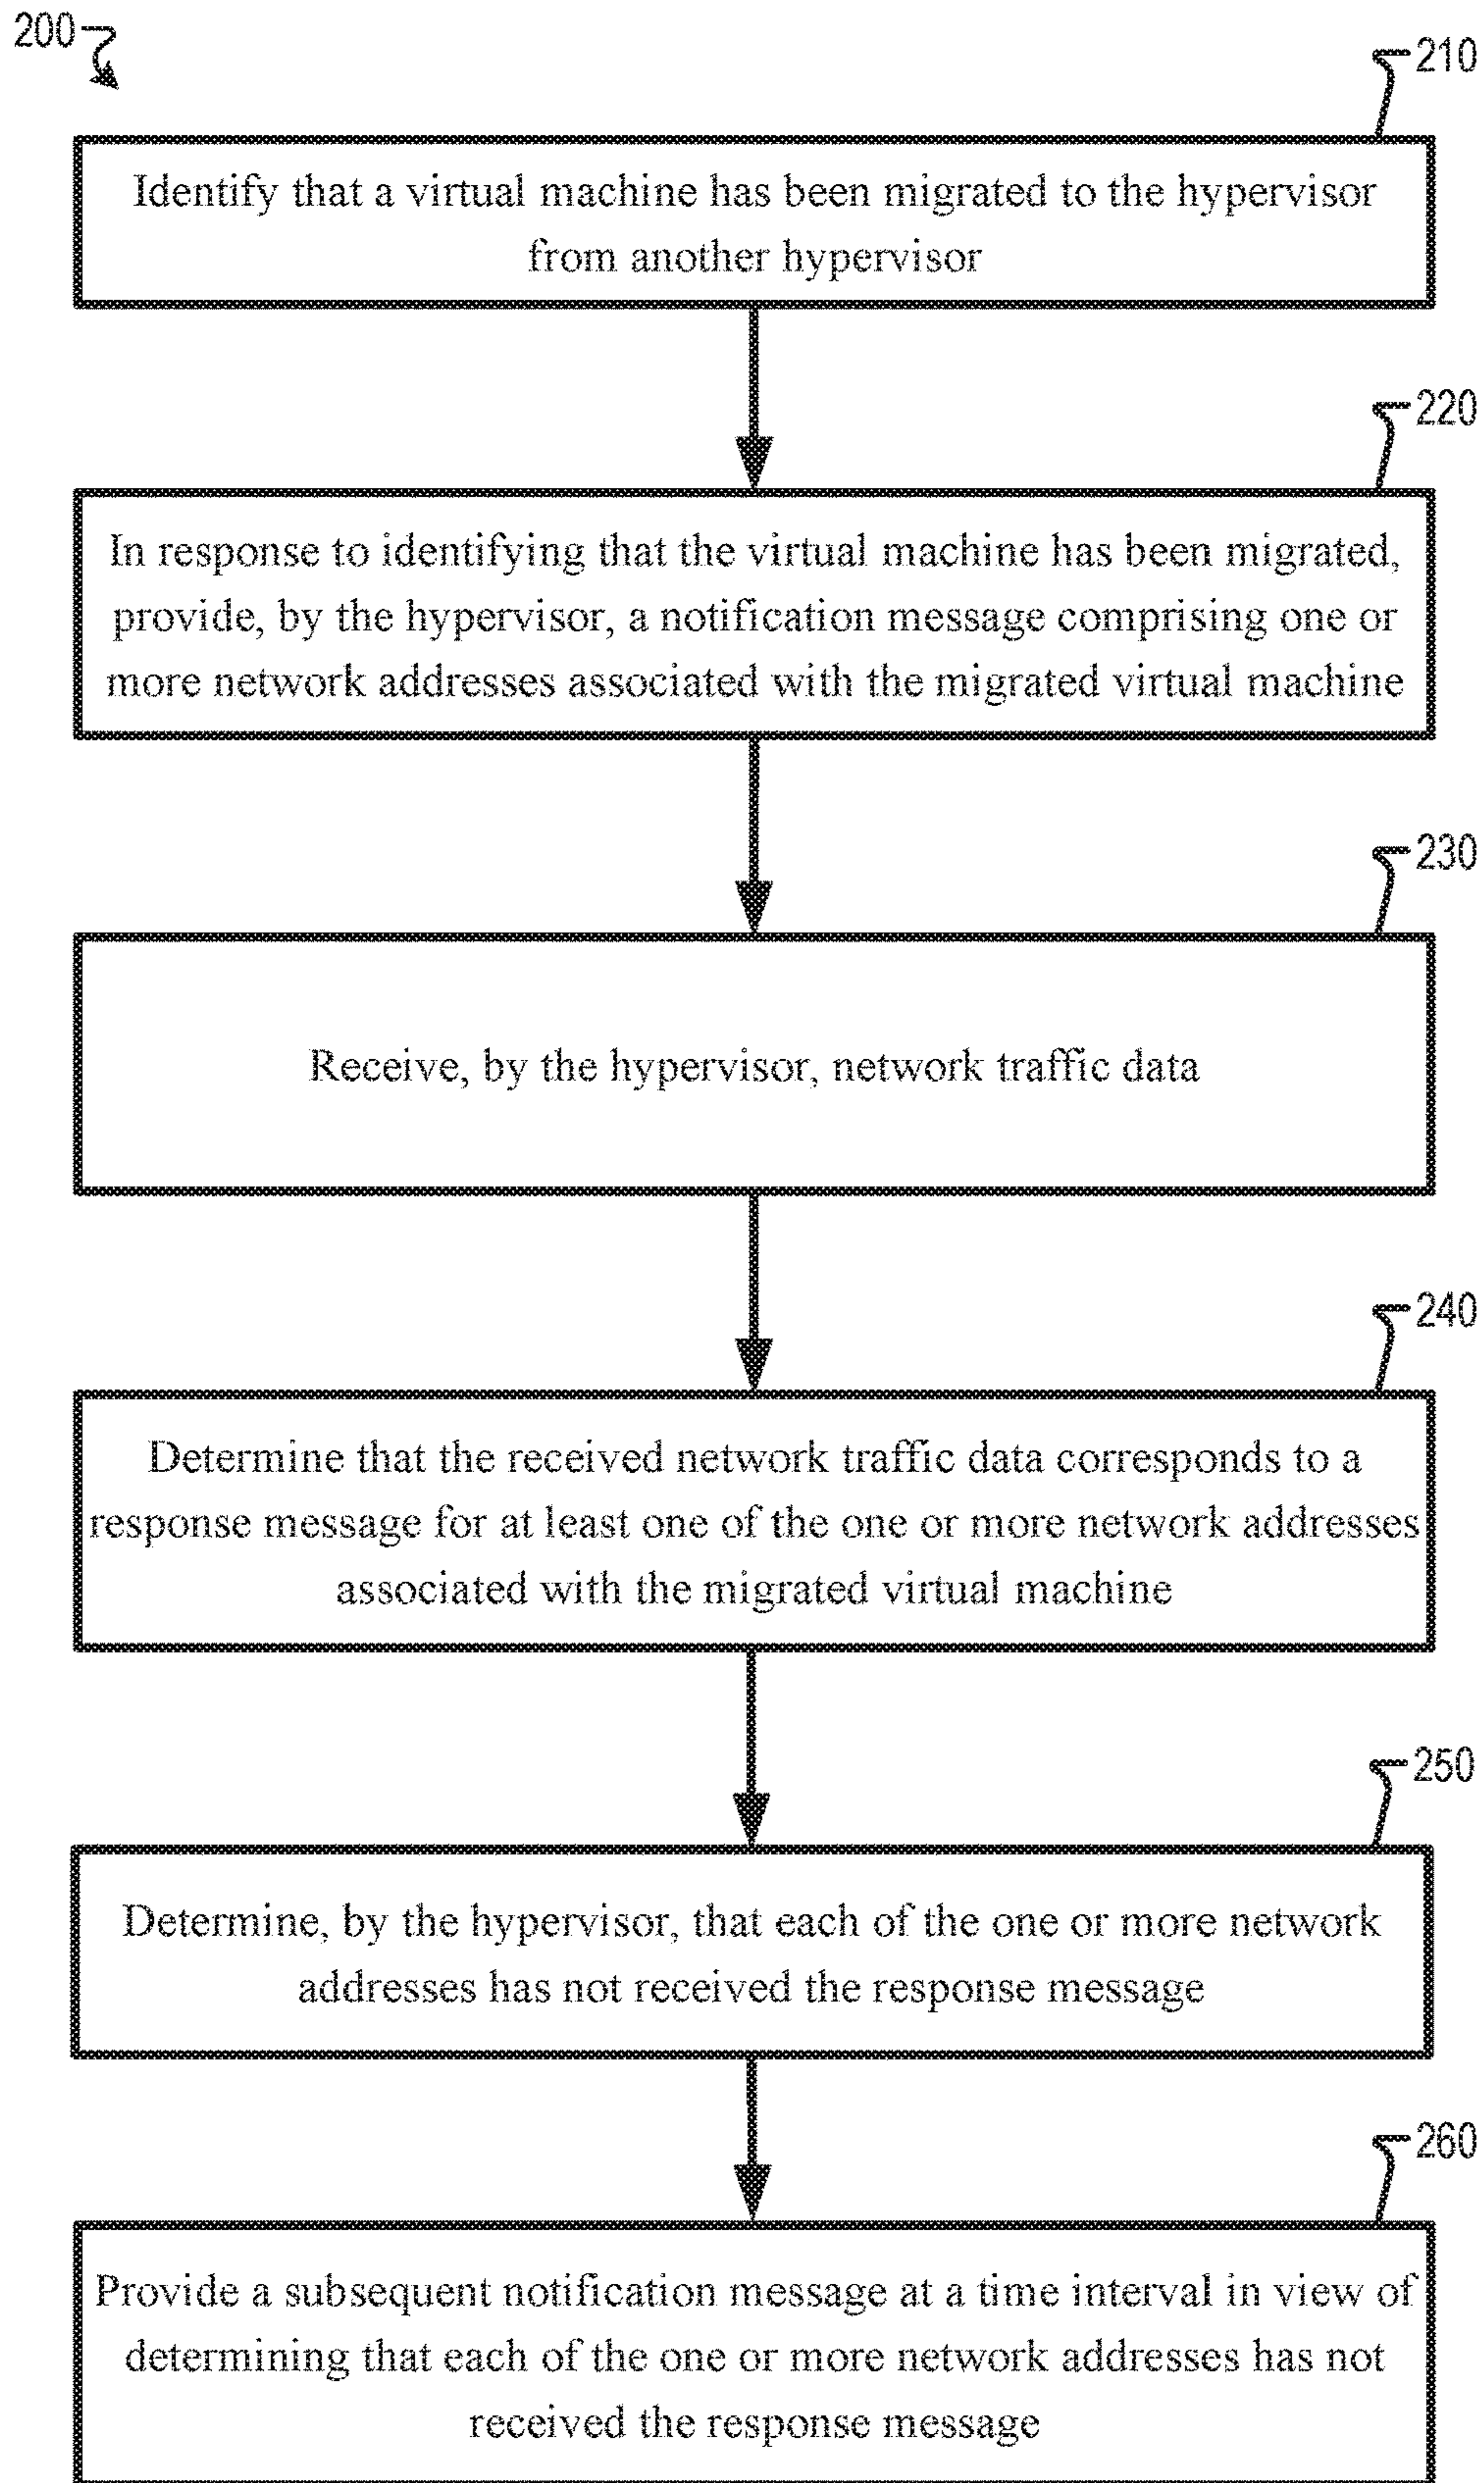 200
210
Identify that a virtual machine has been migrated to the hypervisor
from another hypervisor
220
In response to identifying that the virtual machine has been migrated,
provide, by the hypervisor, a notification message comprising one or
more network addresses associated with the migrated virtual machine
230
Receive, by the hypervisor, network traffic data
240
Determine that the received network traffic data corresponds to a
response message for at least one of the one or more network addresses
associated with the migrated virtual machine
250
Determine, by the hypervisor, that each of the one or more network
addresses has not received the response message
260
Provide a subsequent notification message at a time interval in view of
determining that each of the one or more network addresses has not
received the response message